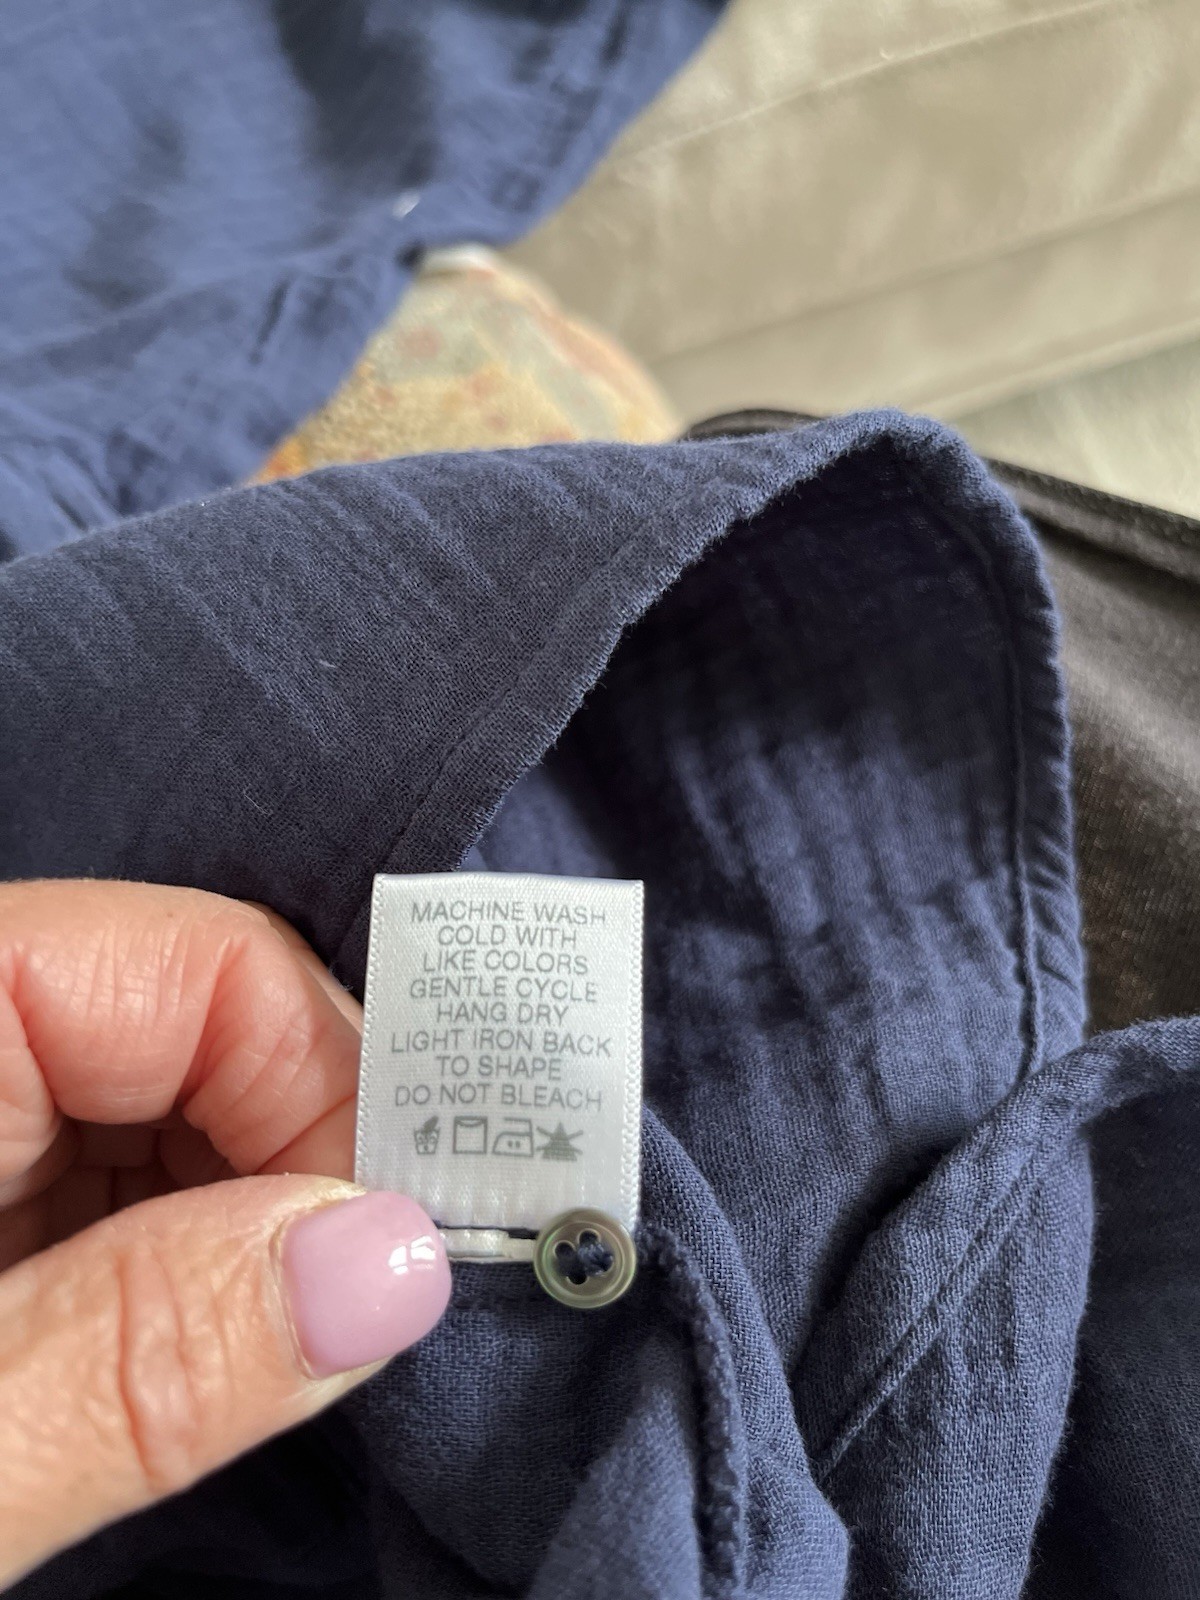 MACHINE WASH
COLD WITH
LIKE COLORS
GENTLE CYCLE
HANG DRY
LIGHT IRON BACK
TO SHAPE
DO NOT BLEACH